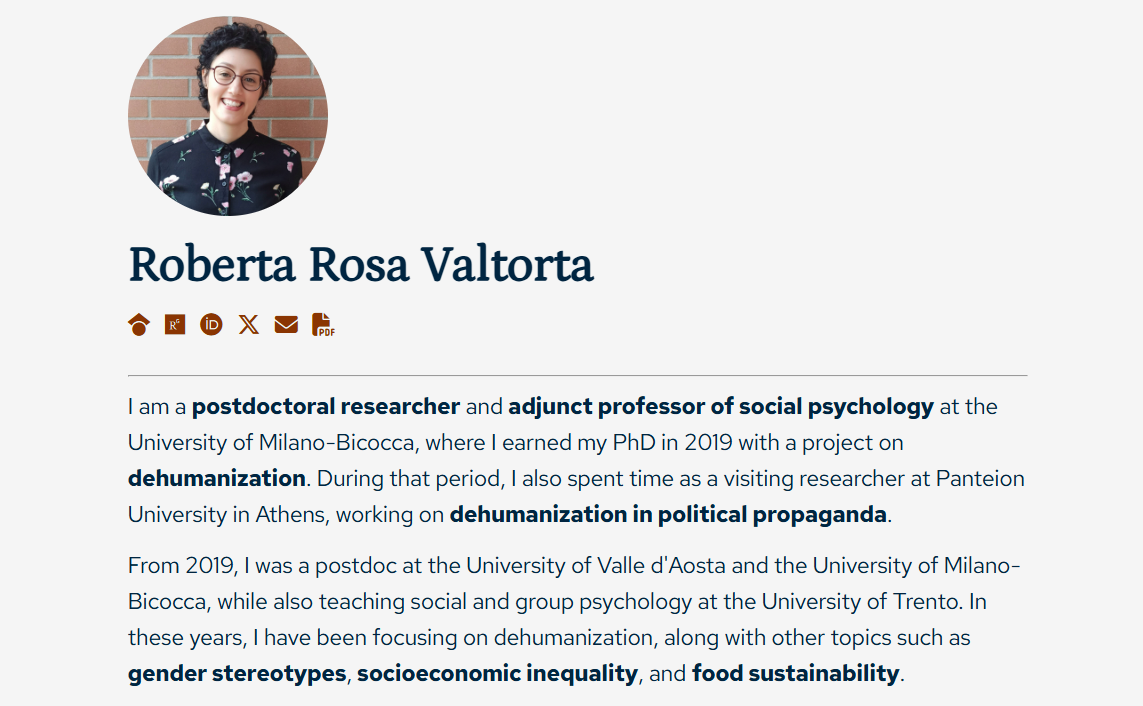 Roberta Rosa Valtorta
R^G
iD
X
PDF
I am a postdoctoral researcher and adjunct professor of social psychology at the
University of Milano-Bicocca, where I earned my PhD in 2019 with a project on
dehumanization. During that period, I also spent time as a visiting researcher at Panteion
University in Athens, working on dehumanization in political propaganda.
From 2019, I was a postdoc at the University of Valle d'Aosta and the University of Milano-
Bicocca, while also teaching social and group psychology at the University of Trento. In
these years, I have been focusing on dehumanization, along with other topics such as
gender stereotypes, socioeconomic inequality, and food sustainability.